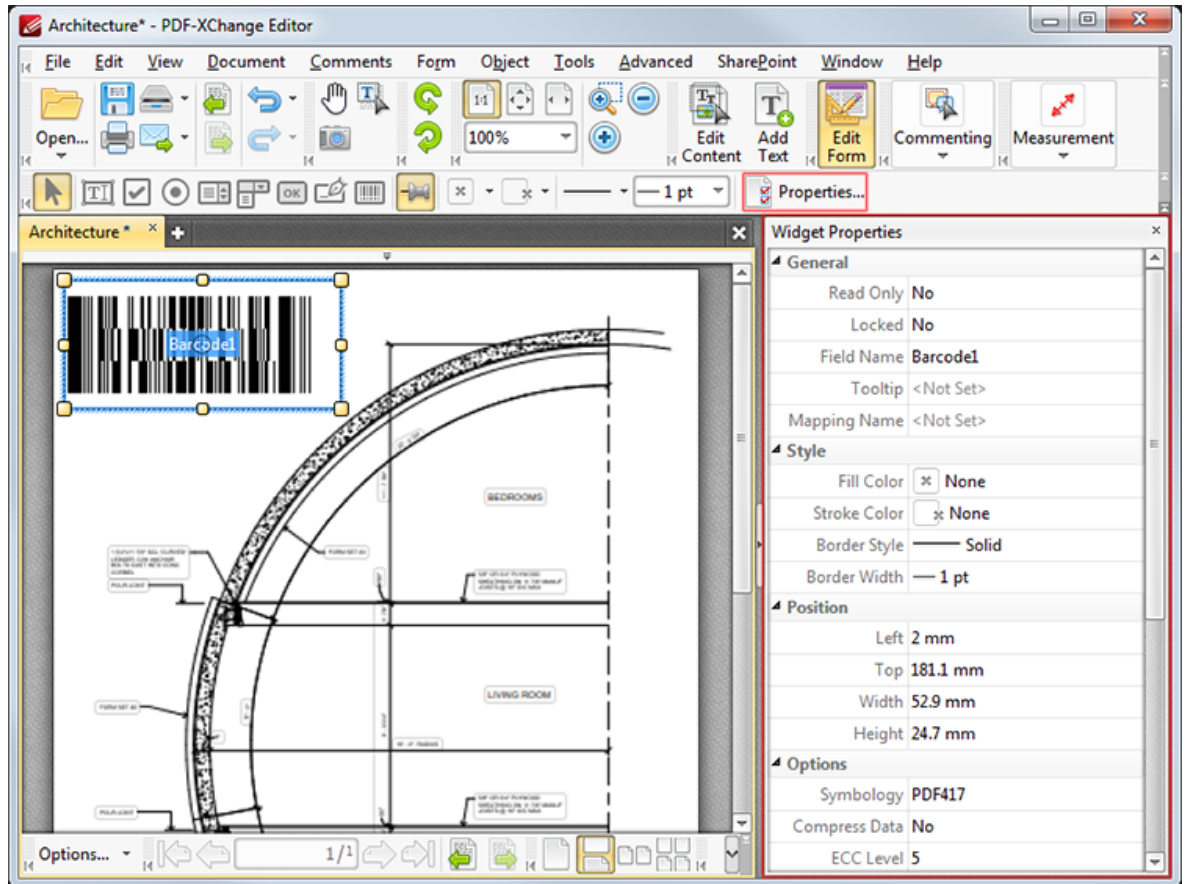 Architecture* - PDF-XChange Editor
File Edit View Document Comments Form Object Tools Advanced SharePoint Window Help
Open...
1:1
100%
Edit Content
Add Text
Edit Form
Commenting
Measurement
OK
1 pt
Properties...
Architecture *
Widget Properties
Barcode1
General
Read Only No
Locked No
Field Name Barcode1
Tooltip <Not Set>
Mapping Name <Not Set>
Style
Fill Color None
Stroke Color None
Border Style Solid
Border Width 1 pt
Position
Left 2 mm
Top 181.1 mm
Width 52.9 mm
Height 24.7 mm
Options
Symbology PDF417
Compress Data No
ECC Level 5
BEDROOMS
LIVING ROOM
Options...
1/1